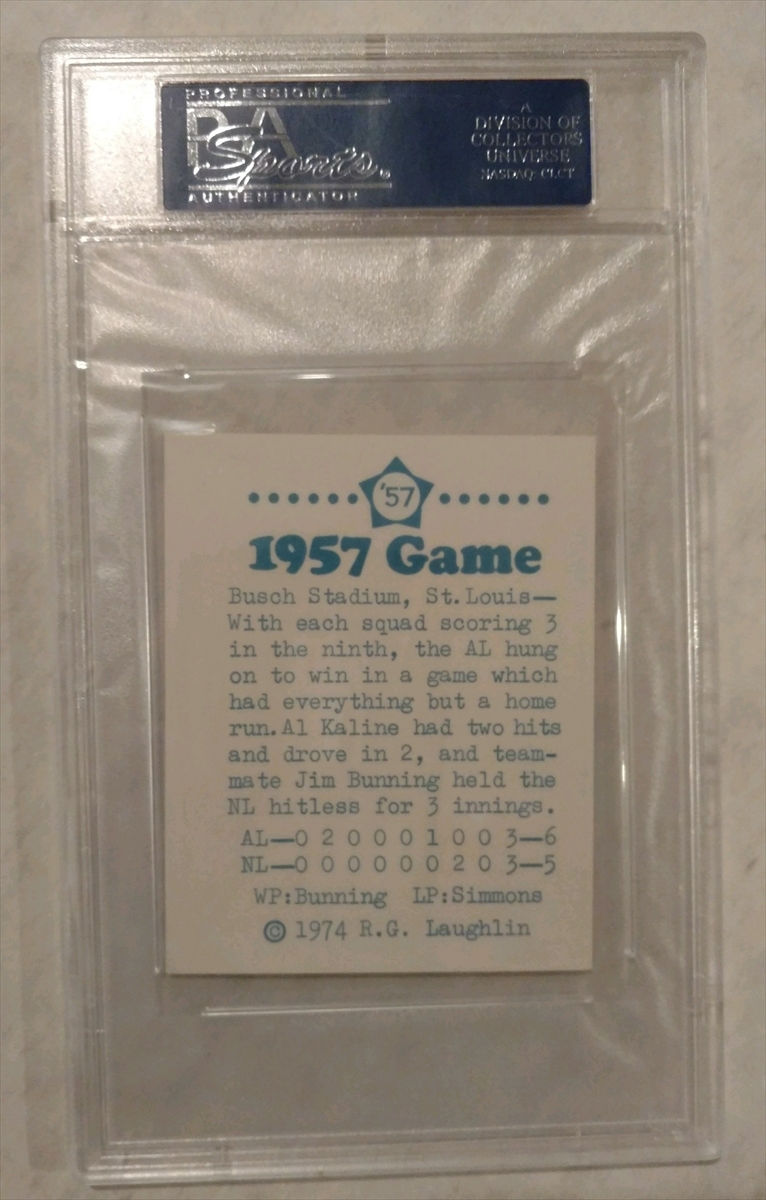 PROFESSIONAL
PSA
Sports
AUTHENTICATOR
A
DIVISION OF
COLLECTORS
UNIVERSE
NASDAQ: CLCT
'57
1957 Game
Busch Stadium, St.Louis—
With each squad scoring 3
in the ninth, the AL hung
on to win in a game which
had everything but a home
run.Al Kaline had two hits
and drove in 2, and team-
mate Jim Bunning held the
NL hitless for 3 innings.
AL—0 2 0 0 0 1 0 0 3—6
NL—0 0 0 0 0 0 2 0 3—5
WP:Bunning LP:Simmons
© 1974 R.G. Laughlin